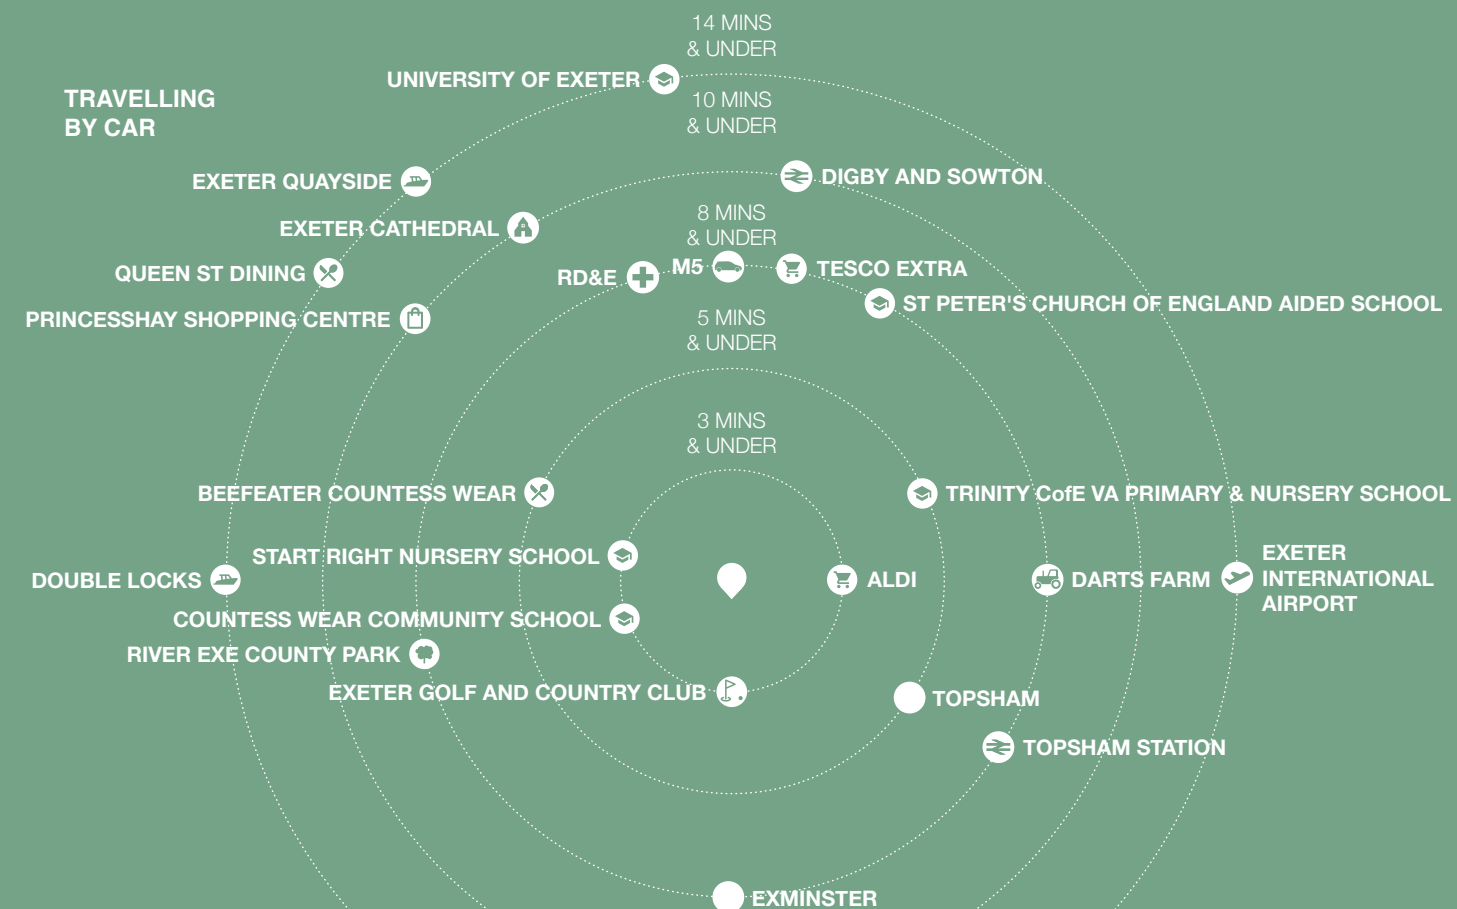 14 MINS
& UNDER
UNIVERSITY OF EXETER
TRAVELLING
BY CAR
10 MINS
& UNDER
EXETER QUAYSIDE
DIGBY AND SOWTON
EXETER CATHEDRAL
8 MINS
& UNDER
QUEEN ST DINING
RD&E
M5
TESCO EXTRA
ST PETER'S CHURCH OF ENGLAND AIDED SCHOOL
PRINCESSHAY SHOPPING CENTRE
5 MINS
& UNDER
3 MINS
& UNDER
BEEFEATER COUNTESS WEAR
TRINITY CofE VA PRIMARY & NURSERY SCHOOL
START RIGHT NURSERY SCHOOL
DOUBLE LOCKS
ALDI
DARTS FARM
EXETER
INTERNATIONAL
AIRPORT
COUNTESS WEAR COMMUNITY SCHOOL
RIVER EXE COUNTY PARK
EXETER GOLF AND COUNTRY CLUB
TOPSHAM
TOPSHAM STATION
EXMINSTER